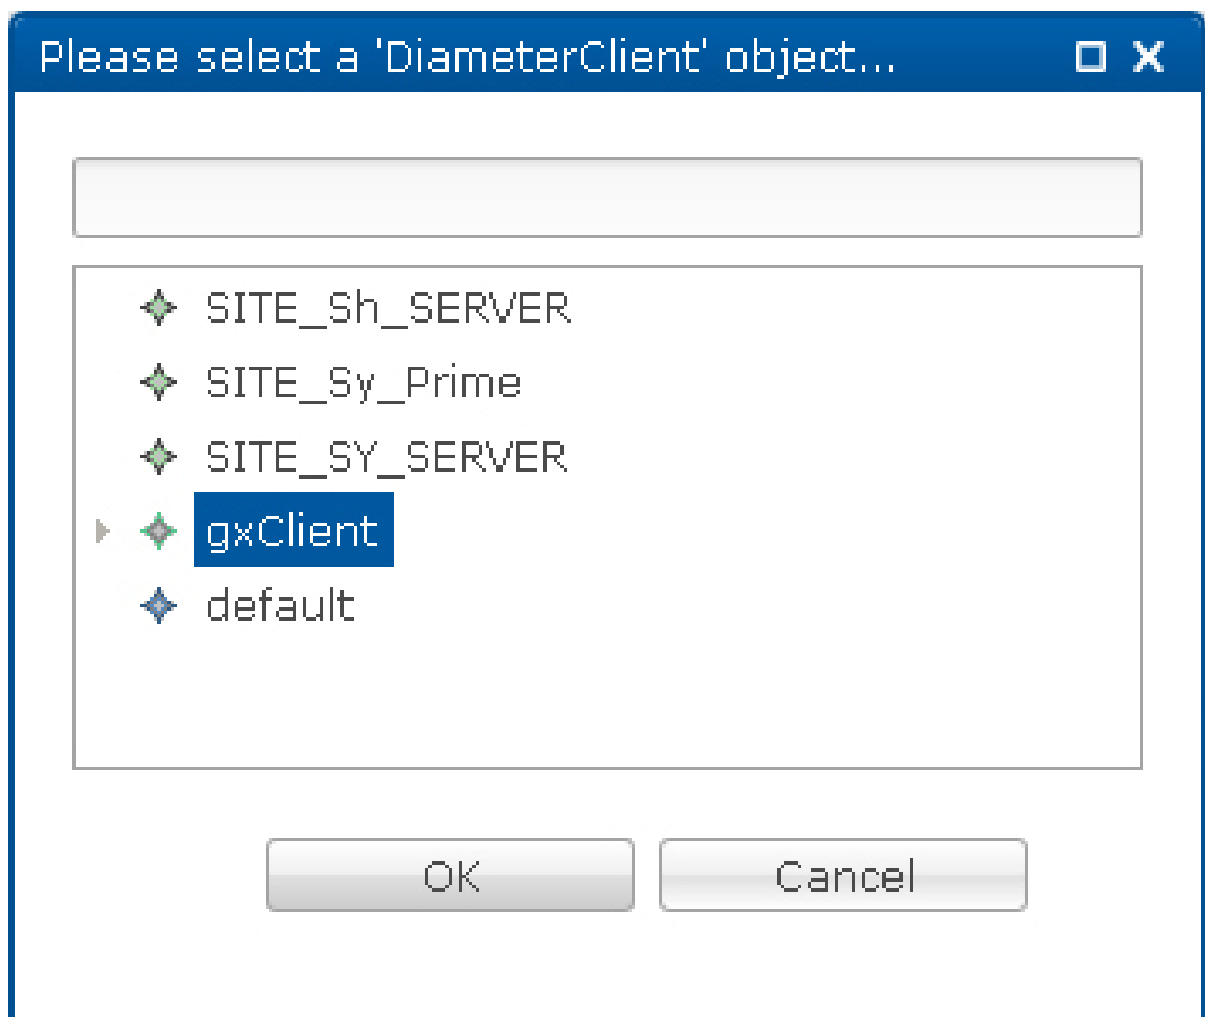 Please select a 'DiameterClient' object...
SITE_Sh_SERVER
SITE_Sy_Prime
SITE_SY_SERVER
gxClient
default
OK
Cancel